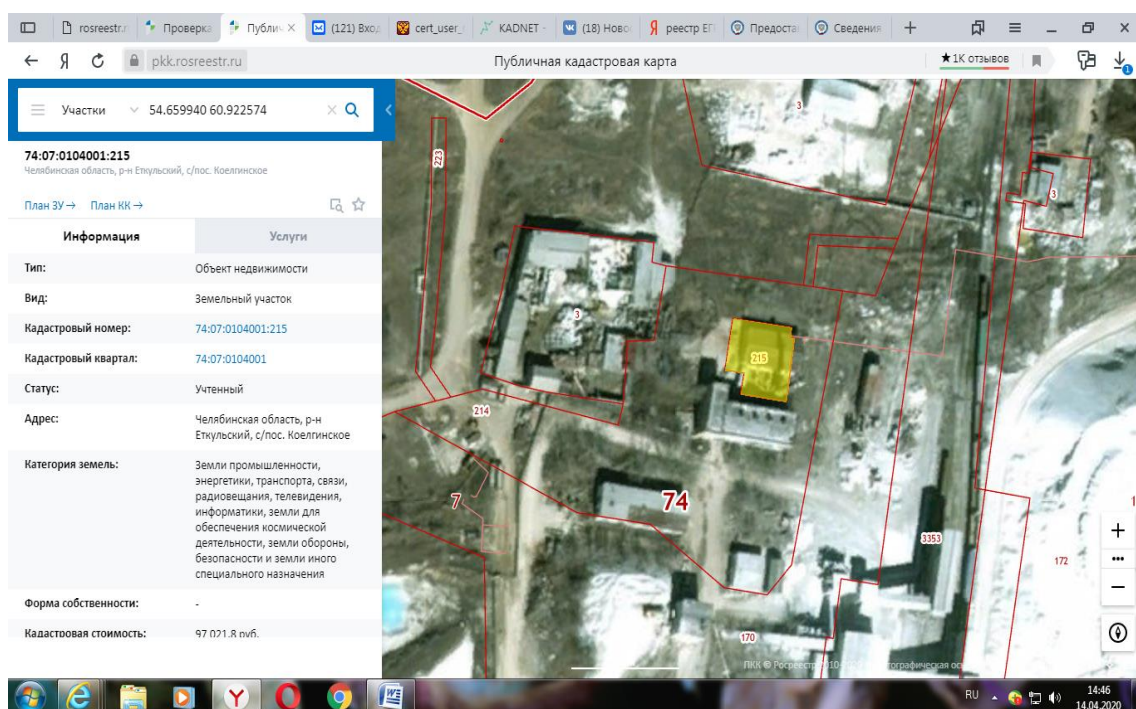 rosreestr.r
Проверка
Публич
(121) Вход
cert_user_
KADNET -
(18) Ново
реестр ЕГ
Предоста
Сведения
pkk.rosreestr.ru
Публичная кадастровая карта
★1К отзывов
Участки
54.659940 60.922574
74:07:0104001:215
Челябинская область, р-н Еткульский, с/пос. Коелгинское
План ЗУ →
План КК →
Информация
Услуги
Тип:
Объект недвижимости
Вид:
Земельный участок
Кадастровый номер:
74:07:0104001:215
Кадастровый квартал:
74:07:0104001
Статус:
Учтенный
Адрес:
Челябинская область, р-н
Еткульский, с/пос. Коелгинское
Категория земель:
Земли промышленности,
энергетики, транспорта, связи,
радиовещания, телевидения,
информатики, земли для
обеспечения космической
деятельности, земли обороны,
безопасности и земли иного
специального назначения
Форма собственности:
-
Кадастровая стоимость:
97 021.8 руб.
3
223
3
3
215
214
7
74
3353
172
1
170
ПКК © Росреестр 2010-
RU
14:46
14.04.2020
1